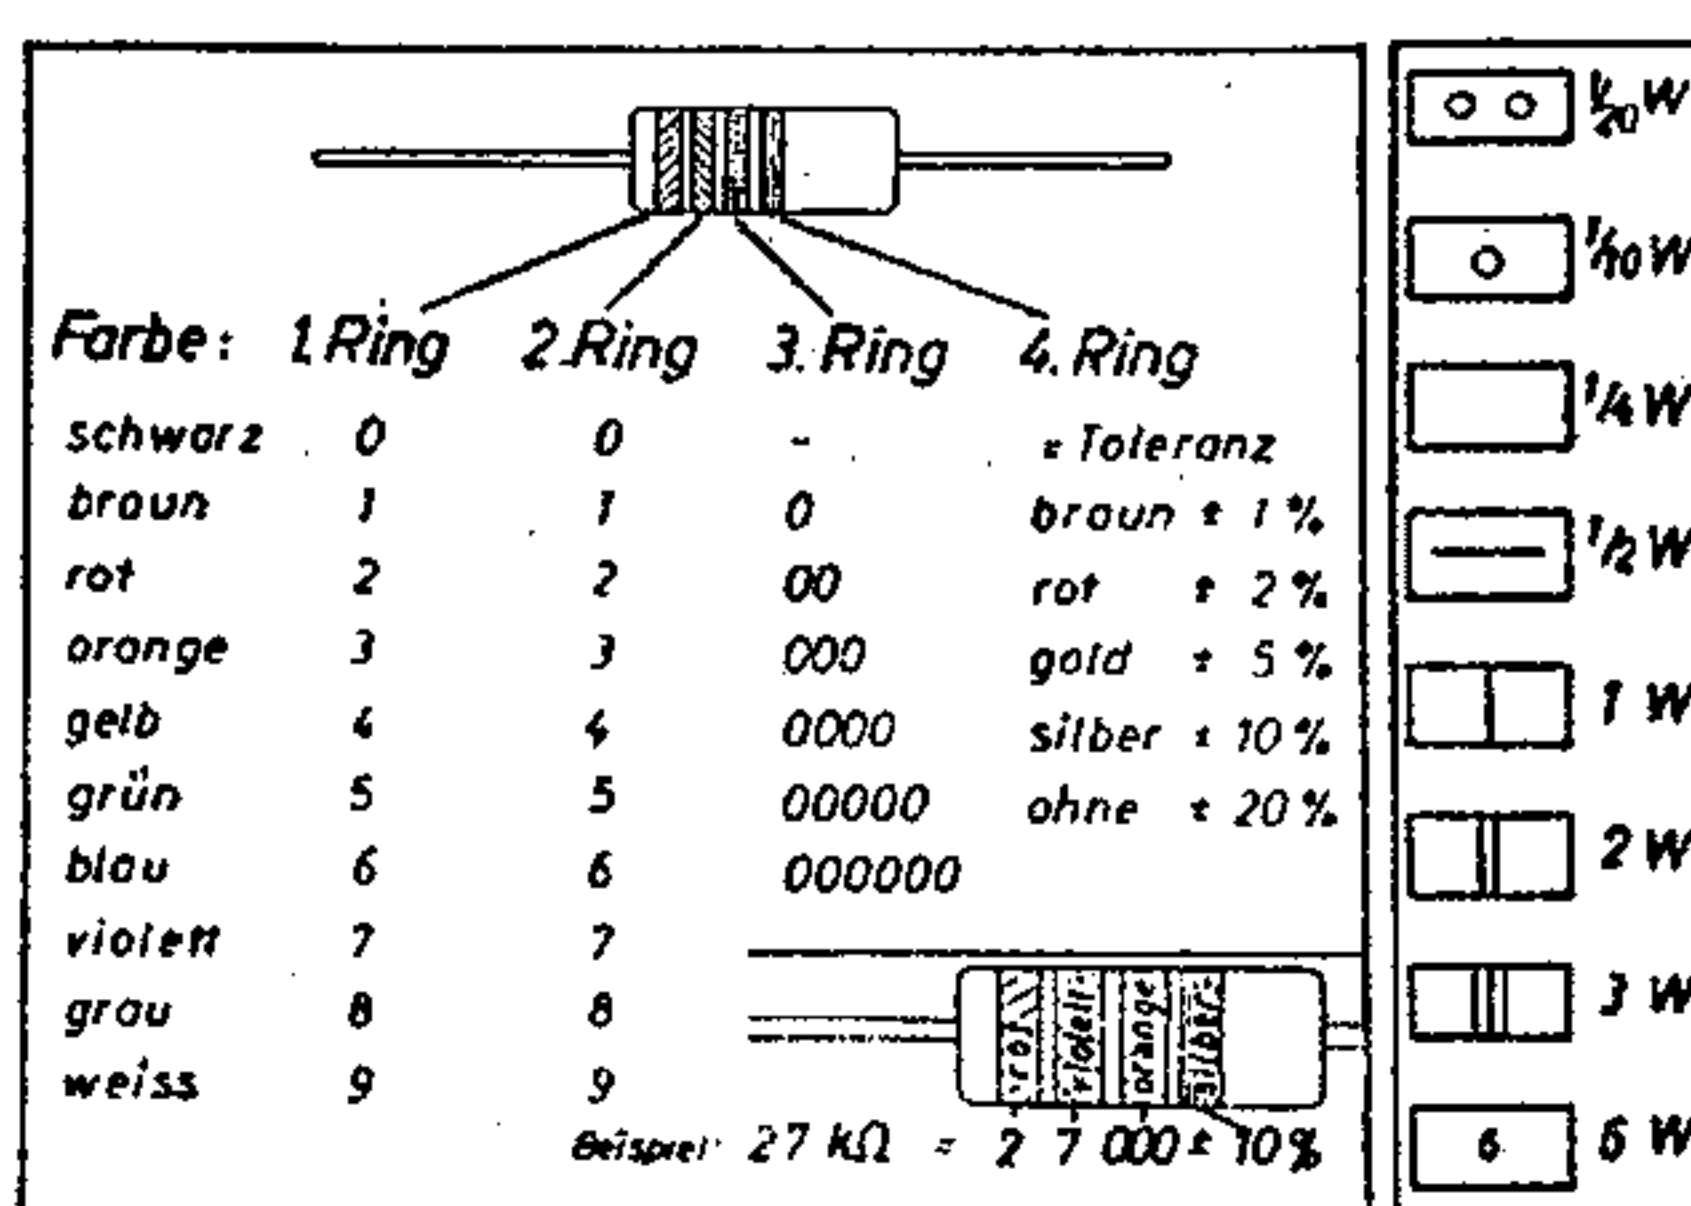 Farbe: 1. Ring 2. Ring 3. Ring 4. Ring
schwarz 0 0 - = Toleranz
braun 1 1 0 braun ± 1 %
rot 2 2 00 rot ± 2 %
orange 3 3 000 gold ± 5 %
gelb 4 4 0000 silber ± 10 %
grün 5 5 00000 ohne ± 20 %
blau 6 6 000000
violett 7 7
grau 8 8
weiss 9 9
rot violett orange silber
Beispiel: 27 kΩ = 2 7 000 ± 10 %
1/20 W
1/10 W
1/4 W
1/2 W
1 W
2 W
3 W
6 6 W